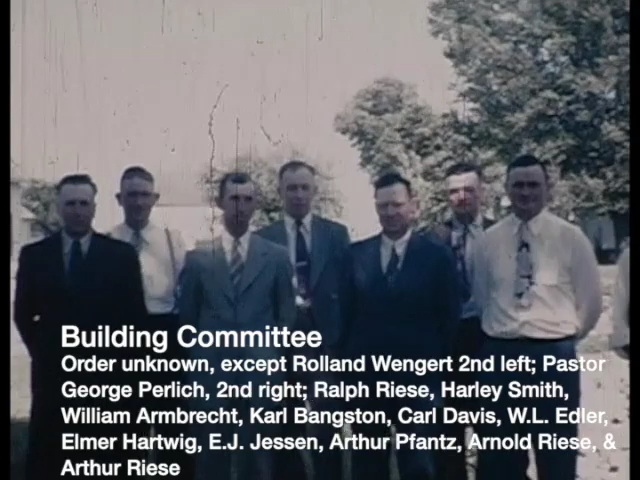 Building Committee
Order unknown, except Rolland Wengert 2nd left; Pastor
George Perlich, 2nd right; Ralph Riese, Harley Smith,
William Armbrecht, Karl Bangston, Carl Davis, W.L. Edler,
Elmer Hartwig, E.J. Jessen, Arthur Pfantz, Arnold Riese, &
Arthur Riese